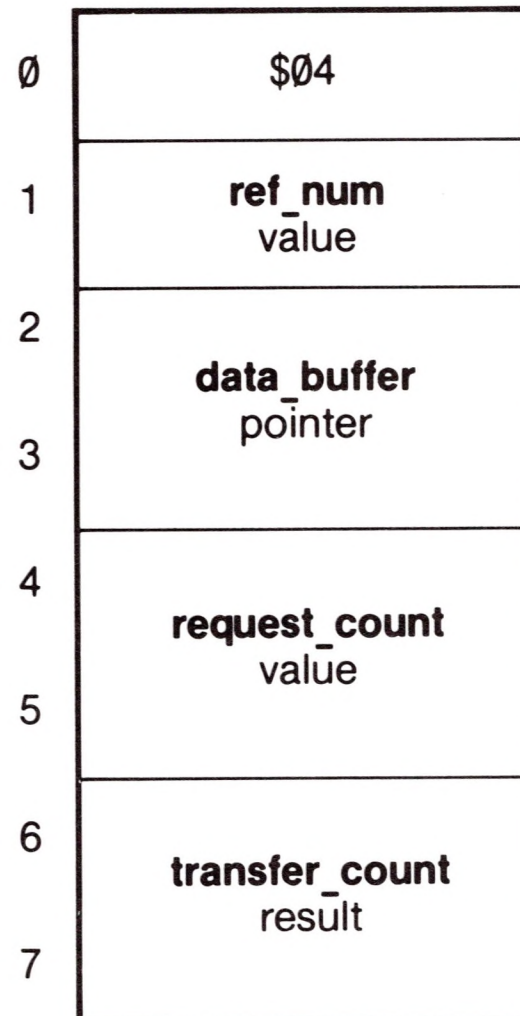 Ø $Ø4
1 ref_num
value
2
data_buffer
pointer
3
4
request_count
value
5
6
transfer_count
result
7